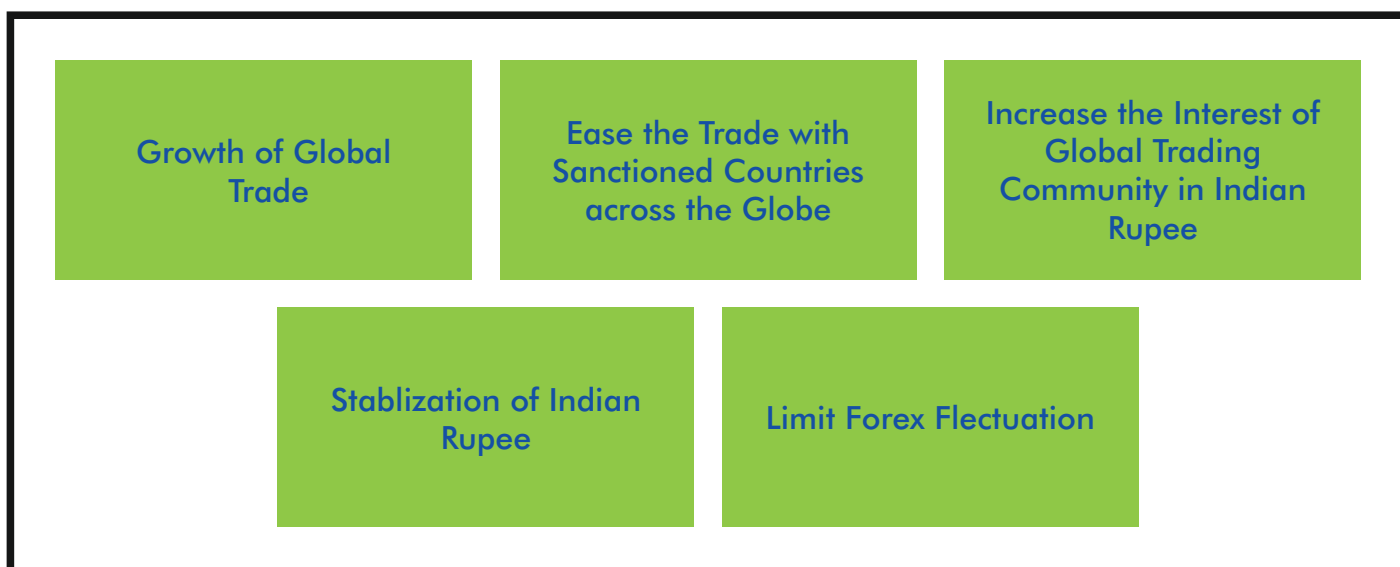 Growth of Global
Trade
Ease the Trade with
Sanctioned Countries
across the Globe
Increase the Interest of
Global Trading
Community in Indian
Rupee
Stablization of Indian
Rupee
Limit Forex Flectuation